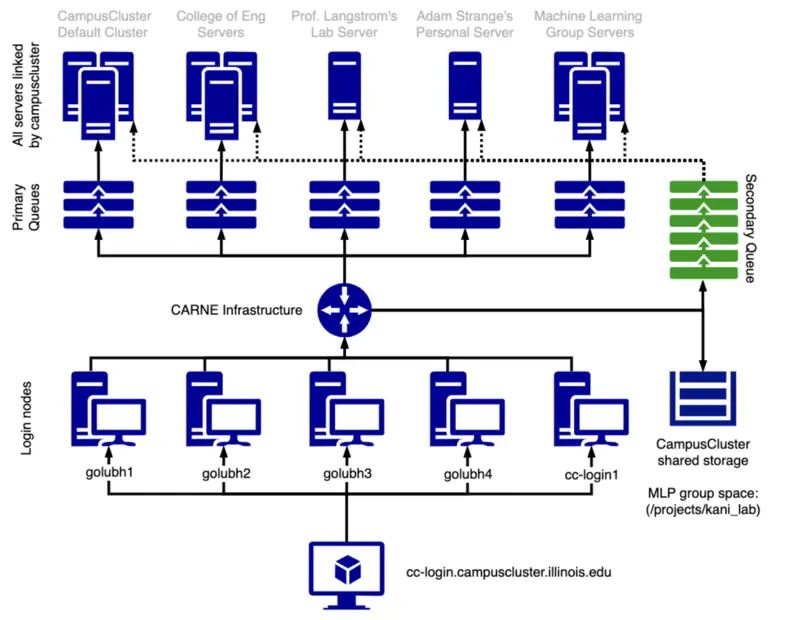 CampusCluster
Default Cluster
College of Eng
Servers
Prof. Langstrom's
Lab Server
Adam Strange's
Personal Server
Machine Learning
Group Servers
All servers linked
by campuscluster
Primary
Queues
Secondary Queue
CARNE Infrastructure
Login nodes
golubh1
golubh2
golubh3
golubh4
cc-login1
CampusCluster
shared storage
MLP group space:
(/projects/kani_lab)
cc-login.campuscluster.illinois.edu